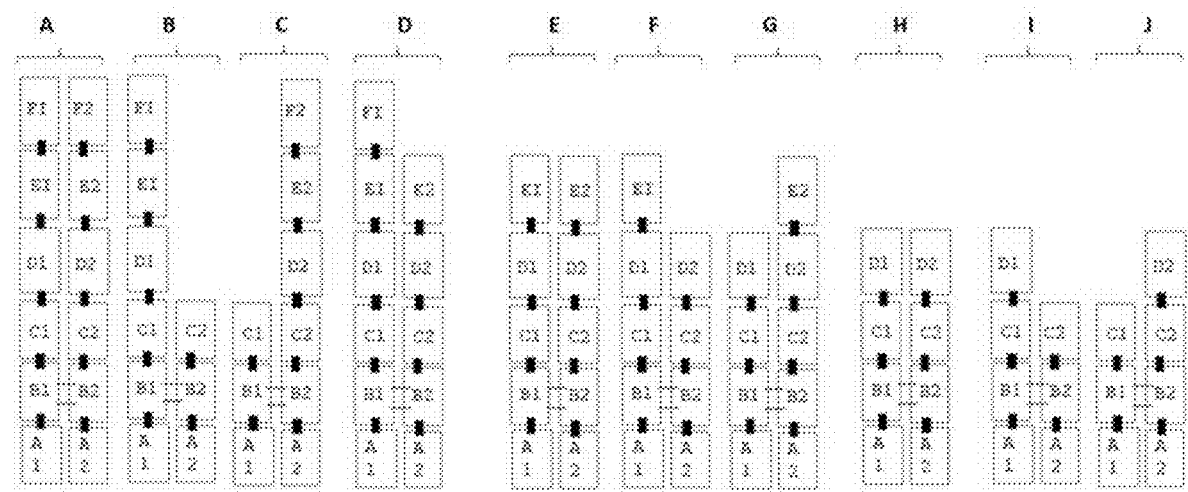 A B C D E F G H I J
F1 F2 F1 F2 F1
E1 E2 E1 E2 E1 E2 E1 E2 E1 E2
D1 D2 D1 D2 D1 D2 D1 D2 D1 D2 D1 D2 D1 D2 D1 D2
C1 C2 C1 C2 C1 C2 C1 C2 C1 C2 C1 C2 C1 C2 C1 C2 C1 C2 C1 C2
B1 B2 B1 B2 B1 B2 B1 B2 B1 B2 B1 B2 B1 B2 B1 B2 B1 B2 B1 B2
A A A A A A A A A A A A A A A A A A A A
1 2 1 2 1 2 1 2 1 2 1 2 1 2 1 2 1 2 1 2